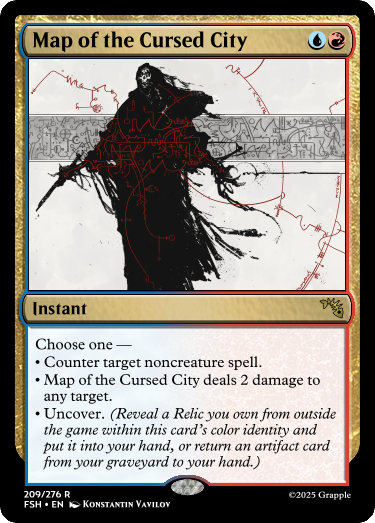 Map of the Cursed City
Instant
Choose one —
• Counter target noncreature spell.
• Map of the Cursed City deals 2 damage to
any target.
• Uncover. (Reveal a Relic you own from outside
the game within this card's color identity and
put it into your hand, or return an artifact card
from your graveyard to your hand.)
209/276 R
FSH • EN Konstantin Vavilov
©2025 Grapple